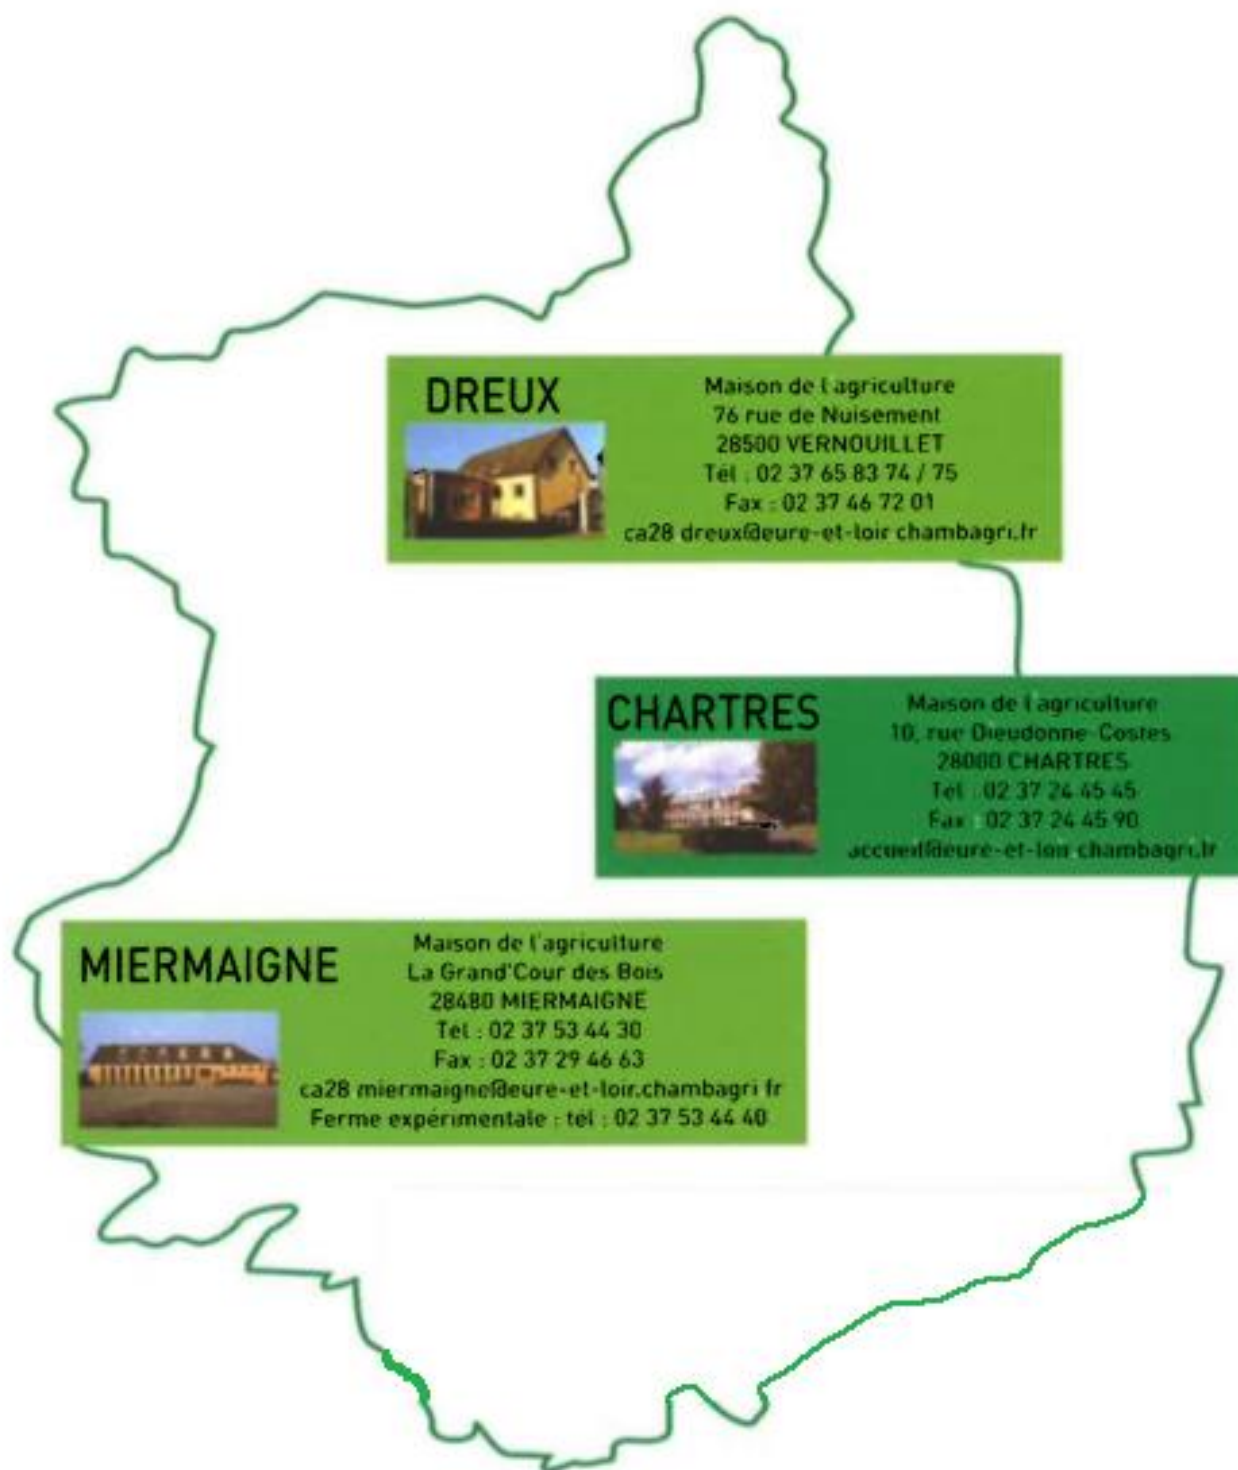 DREUX
Maison de l'agriculture
76 rue de Nuisement
28500 VERNOUILLET
Tél : 02 37 65 83 74 / 75
Fax : 02 37 46 72 01
ca28 dreux@eure-et-loir chambagri.fr
CHARTRES
Maison de l'agriculture
10, rue Dieudonne-Costes
28000 CHARTRES
Tél : 02 37 24 45 45
Fax : 02 37 24 45 90
accueil@eure-et-loir.chambagri.fr
MIERMAIGNE
Maison de l'agriculture
La Grand'Cour des Bois
28480 MIERMAIGNE
Tél : 02 37 53 44 30
Fax : 02 37 29 46 63
ca28 miermaigne@eure-et-loir.chambagri fr
Ferme expérimentale : tél : 02 37 53 44 40